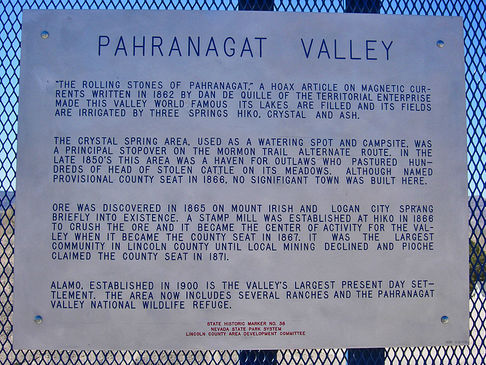 PAHRANAGAT VALLEY
"THE ROLLING STONES OF PAHRANAGAT," A HOAX ARTICLE ON MAGNETIC CUR-
RENTS WRITTEN IN 1862 BY DAN DE QUILLE OF THE TERRITORIAL ENTERPRISE
MADE THIS VALLEY WORLD FAMOUS ITS LAKES ARE FILLED AND ITS FIELDS
ARE IRRIGATED BY THREE SPRINGS HIKO, CRYSTAL AND ASH.
THE CRYSTAL SPRING AREA, USED AS A WATERING SPOT AND CAMPSITE, WAS
A PRINCIPAL STOPOVER ON THE MORMON TRAIL ALTERNATE ROUTE. IN THE
LATE 1850'S THIS AREA WAS A HAVEN FOR OUTLAWS WHO PASTURED HUN-
DREDS OF HEAD OF STOLEN CATTLE ON ITS MEADOWS. ALTHOUGH NAMED
PROVISIONAL COUNTY SEAT IN 1866, NO SIGNIFICANT TOWN WAS BUILT HERE.
ORE WAS DISCOVERED IN 1865 ON MOUNT IRISH AND LOGAN CITY SPRANG
BRIEFLY INTO EXISTENCE. A STAMP MILL WAS ESTABLISHED AT HIKO IN 1866
TO CRUSH THE ORE AND IT BECAME THE CENTER OF ACTIVITY FOR THE VAL-
LEY WHEN IT BECAME THE COUNTY SEAT IN 1867. IT WAS THE LARGEST
COMMUNITY IN LINCOLN COUNTY UNTIL LOCAL MINING DECLINED AND PIOCHE
CLAIMED THE COUNTY SEAT IN 1871.
ALAMO, ESTABLISHED IN 1900 IS THE VALLEY'S LARGEST PRESENT DAY SET-
TLEMENT. THE AREA NOW INCLUDES SEVERAL RANCHES AND THE PAHRANAGAT
VALLEY NATIONAL WILDLIFE REFUGE.
STATE HISTORIC MARKER NO. 38
NEVADA STATE PARK SYSTEM
LINCOLN COUNTY AREA DEVELOPMENT COMMITTEE